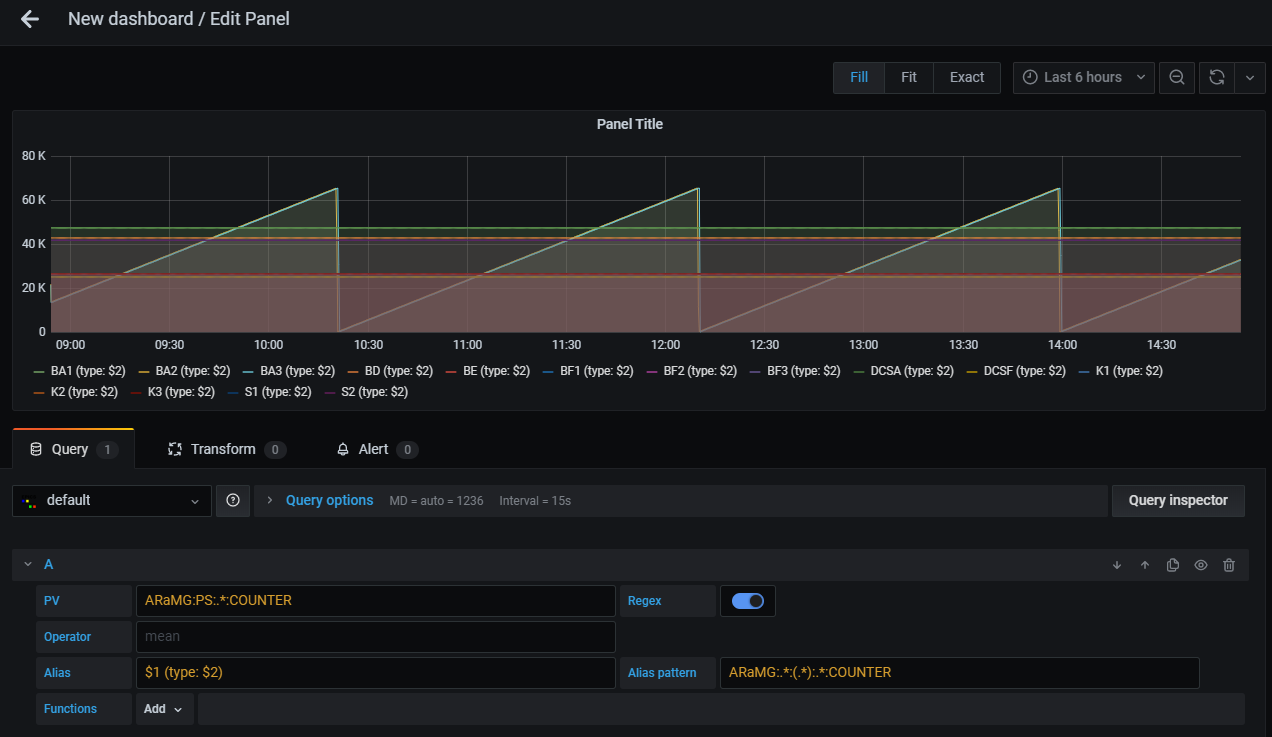 New dashboard / Edit Panel
Fill Fit Exact Last 6 hours
Panel Title
80 K
60 K
40 K
20 K
0
09:00 09:30 10:00 10:30 11:00 11:30 12:00 12:30 13:00 13:30 14:00 14:30
BA1 (type: $2) BA2 (type: $2) BA3 (type: $2) BD (type: $2) BE (type: $2) BF1 (type: $2) BF2 (type: $2) BF3 (type: $2) DCSA (type: $2) DCSF (type: $2) K1 (type: $2)
K2 (type: $2) K3 (type: $2) S1 (type: $2) S2 (type: $2)
Query 1 Transform 0 Alert 0
default Query options MD = auto = 1236 Interval = 15s Query inspector
A
PV ARaMG:PS:.*:COUNTER Regex
Operator mean
Alias $1 (type: $2) Alias pattern ARaMG:.*:(.*):.*:COUNTER
Functions Add